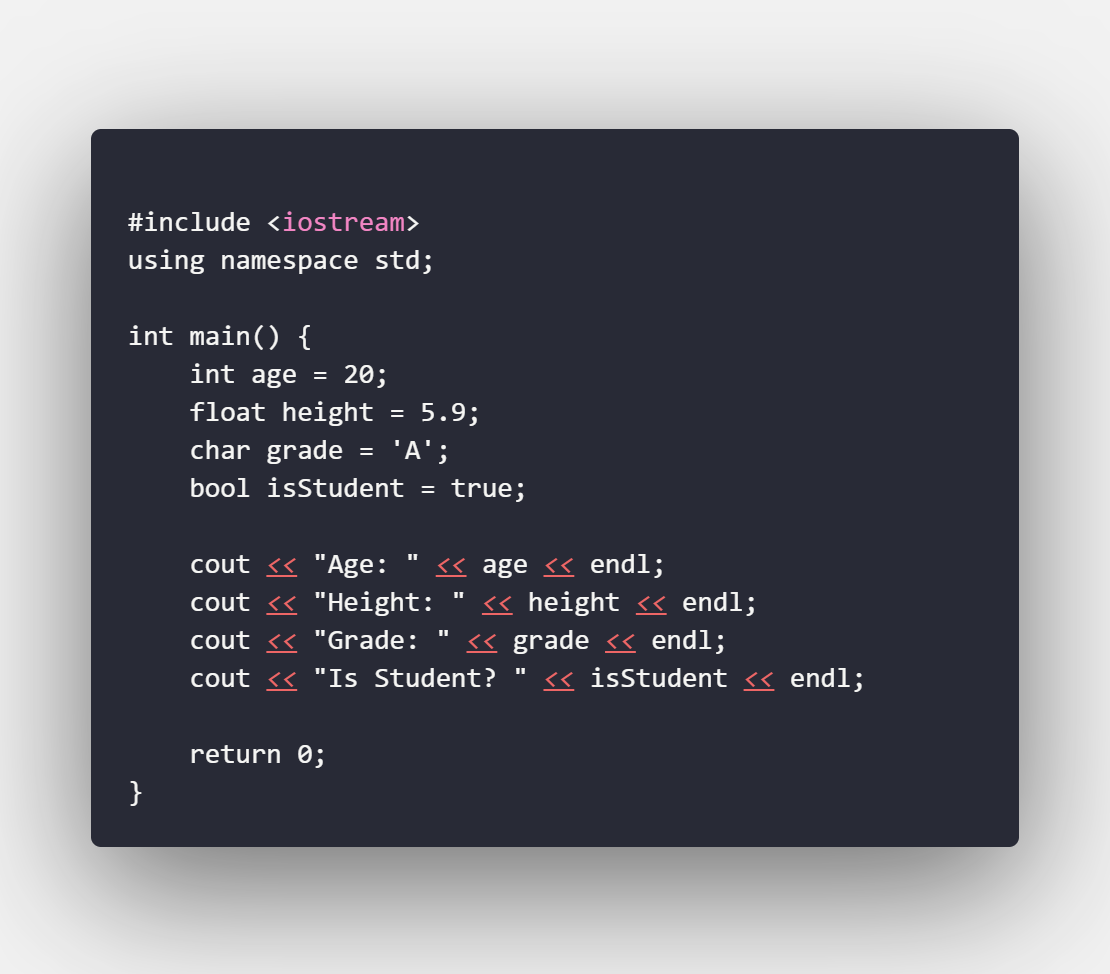 #include <iostream>
using namespace std;

int main() {
    int age = 20;
    float height = 5.9;
    char grade = 'A';
    bool isStudent = true;

    cout << "Age: " << age << endl;
    cout << "Height: " << height << endl;
    cout << "Grade: " << grade << endl;
    cout << "Is Student? " << isStudent << endl;

    return 0;
}